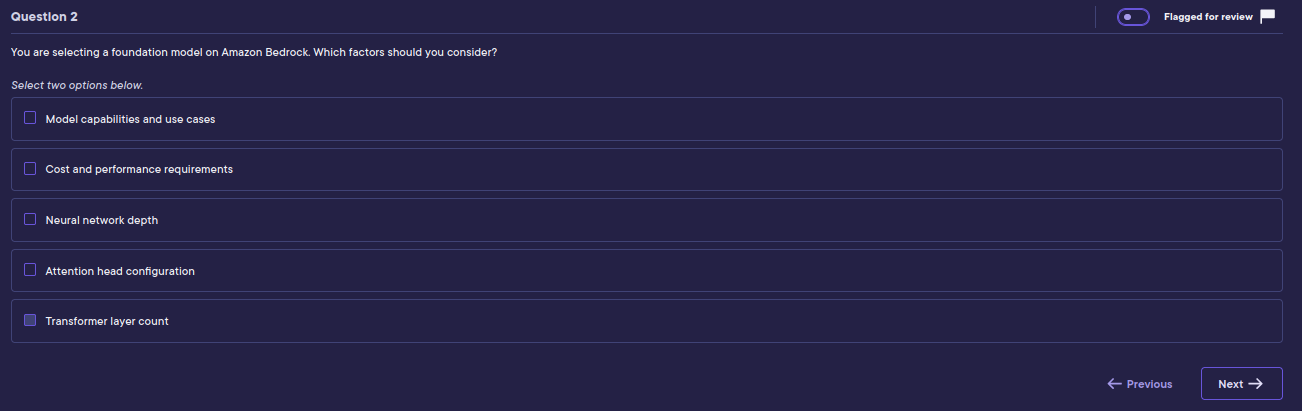 Question 2
Flagged for review
You are selecting a foundation model on Amazon Bedrock. Which factors should you consider?
Select two options below.
Model capabilities and use cases
Cost and performance requirements
Neural network depth
Attention head configuration
Transformer layer count
Previous
Next